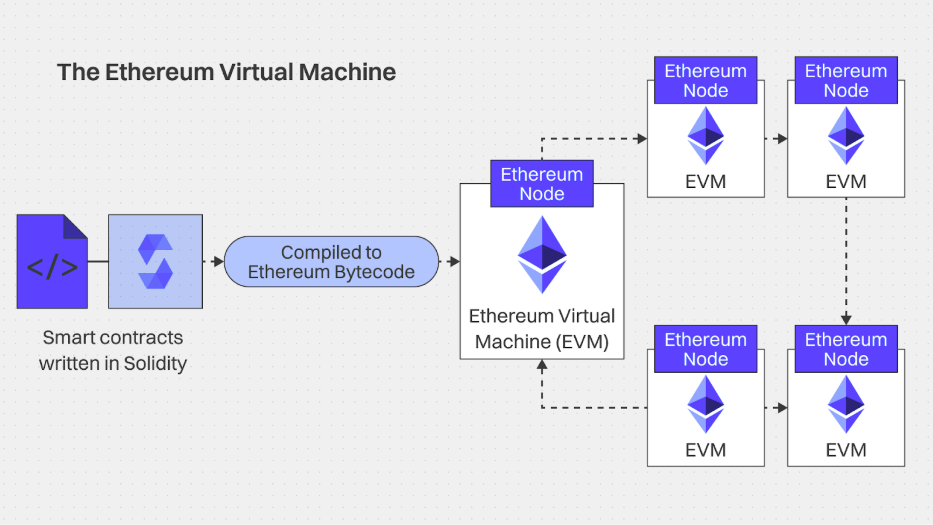 The Ethereum Virtual Machine
</>
Smart contracts
written in Solidity
Compiled to
Ethereum Bytecode
Ethereum
Node
Ethereum Virtual
Machine (EVM)
Ethereum
Node
EVM
Ethereum
Node
EVM
Ethereum
Node
EVM
Ethereum
Node
EVM